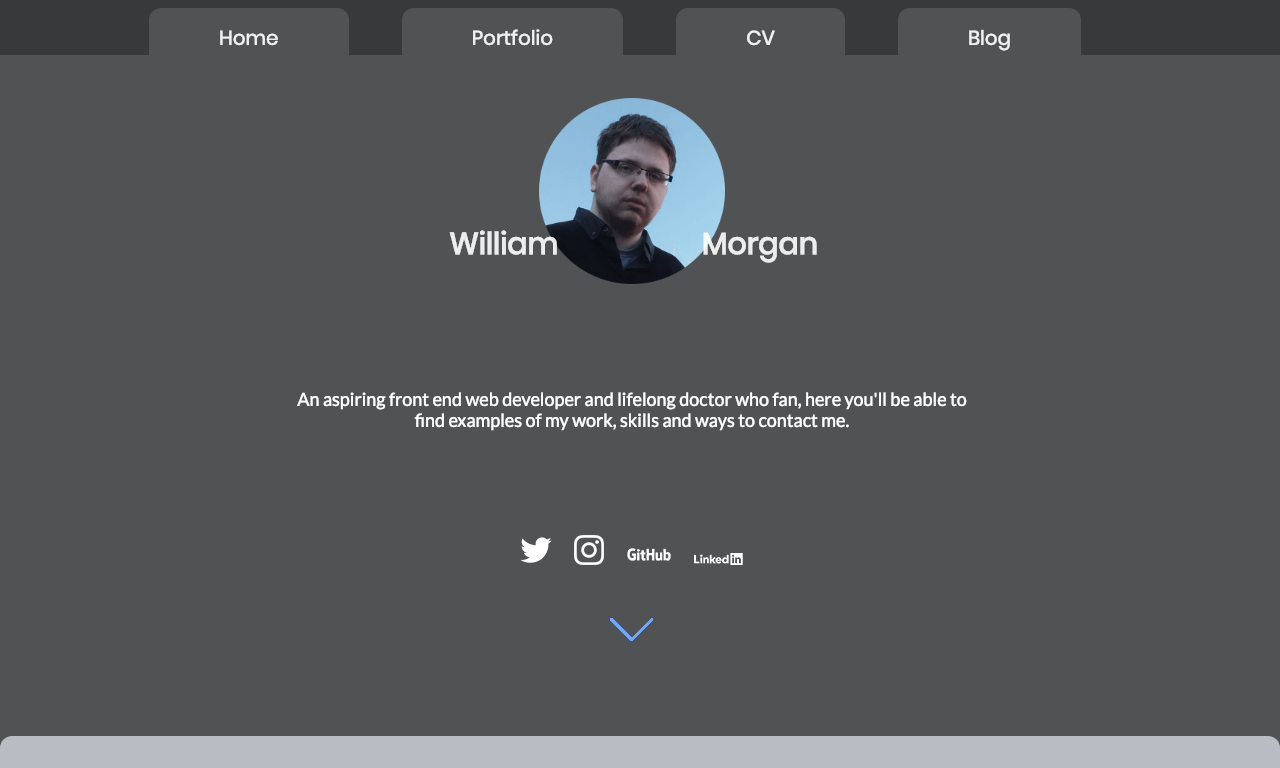 Home Portfolio CV Blog
William Morgan
An aspiring front end web developer and lifelong doctor who fan, here you'll be able to
find examples of my work, skills and ways to contact me.
GitHub Linkedin